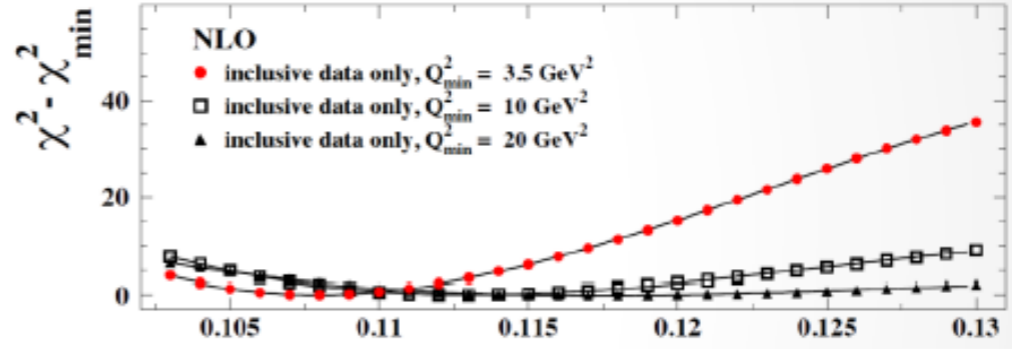 χ² - χ²min
NLO
inclusive data only, Q²min = 3.5 GeV²
inclusive data only, Q²min = 10 GeV²
inclusive data only, Q²min = 20 GeV²
40
20
0
0.105 0.11 0.115 0.12 0.125 0.13